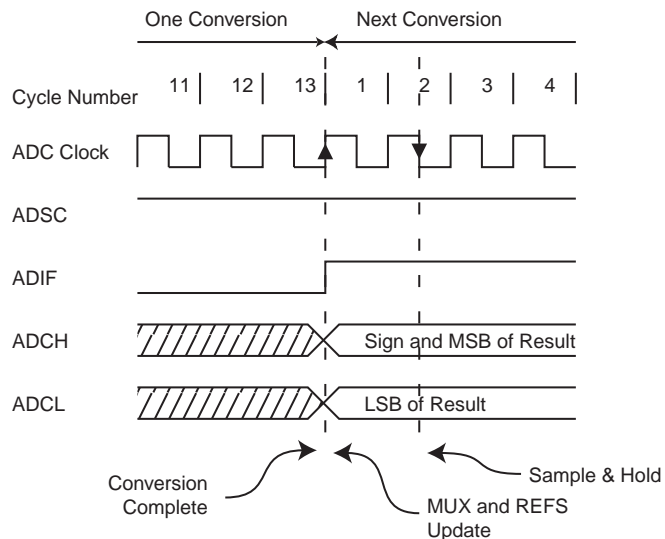 One Conversion Next Conversion
Cycle Number 11 12 13 1 2 3 4
ADC Clock
ADSC
ADIF
ADCH Sign and MSB of Result
ADCL LSB of Result
Conversion
Complete
MUX and REFS
Update
Sample & Hold